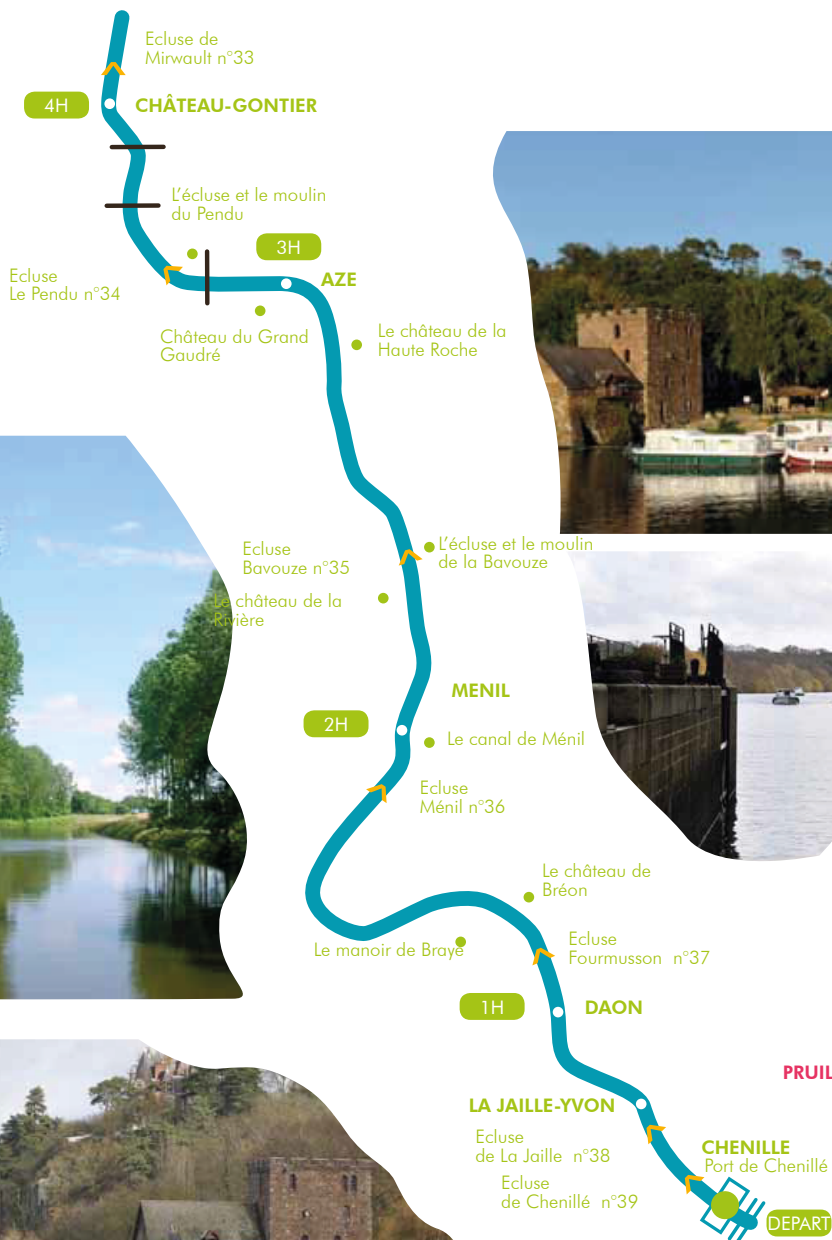 Ecluse de
Mirwault n°33
4H
CHÂTEAU-GONTIER
L'écluse et le moulin
du Pendu
3H
AZE
Ecluse
Le Pendu n°34
Château du Grand
Gaudré
Le château de la
Haute Roche
Ecluse
Bavouze n°35
L'écluse et le moulin
de la Bavouze
Le château de la
Rivière
MENIL
2H
Le canal de Ménil
Ecluse
Ménil n°36
Le château de
Bréon
Le manoir de Braye
Ecluse
Fourmusson n°37
1H
DAON
PRUIL
LA JAILLE-YVON
Ecluse
de La Jaille n°38
CHENILLE
Port de Chenillé
Ecluse
de Chenillé n°39
DEPART